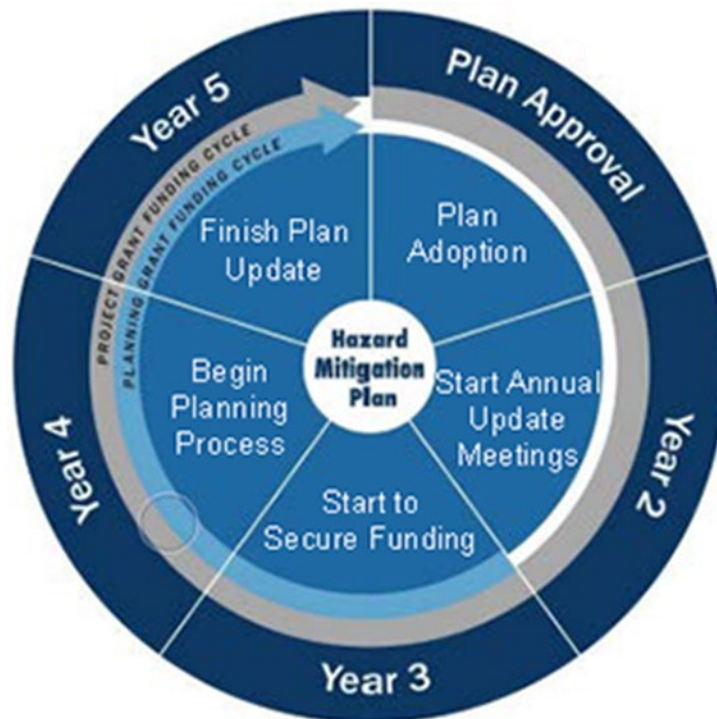 Plan Approval
Year 2
Year 3
Year 4
Year 5
PROJECT GRANT FUNDING CYCLE
PLANNING GRANT FUNDING CYCLE
Plan
Adoption
Start Annual
Update
Meetings
Start to
Secure Funding
Begin
Planning
Process
Finish Plan
Update
Hazard
Mitigation
Plan